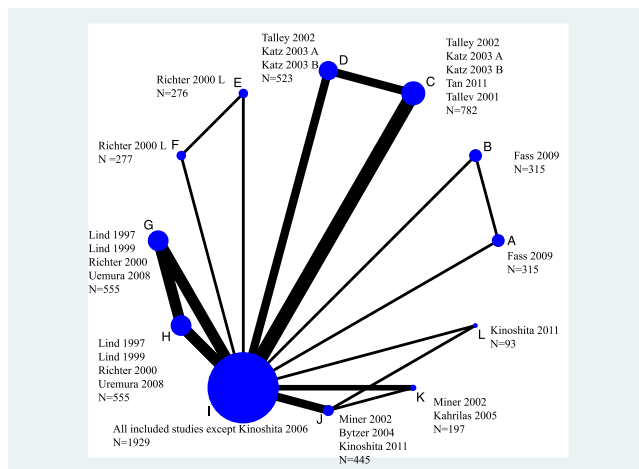 Talley 2002
Katz 2003 A
Katz 2003 B
N=523
D
Talley 2002
Katz 2003 A
Katz 2003 B
Tan 2011
Tallev 2001
N=782
C
Richter 2000 L
N=276
E
Richter 2000 L
N =277
F
B
Fass 2009
N=315
A
Fass 2009
N=315
G
Lind 1997
Lind 1999
Richter 2000
Uemura 2008
N=555
H
Lind 1997
Lind 1999
Richter 2000
Uremura 2008
N=555
L
Kinoshita 2011
N=93
K
Miner 2002
Kahrilas 2005
N=197
J
Miner 2002
Bytzer 2004
Kinoshita 2011
N=445
I
All included studies except Kinoshita 2006
N=1929